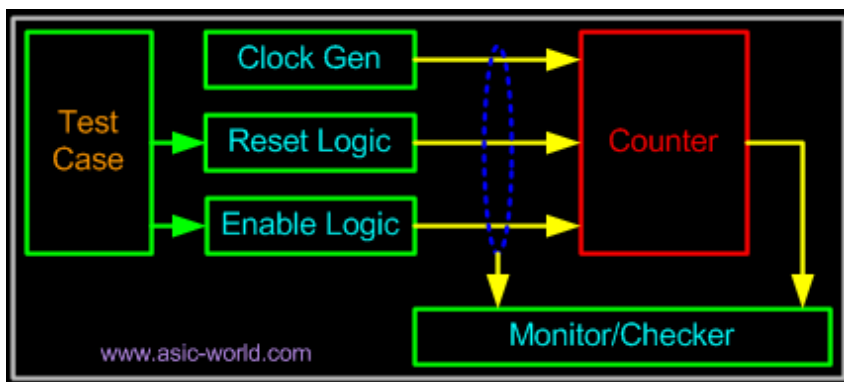 Clock Gen
Test
Case
Reset Logic
Counter
Enable Logic
Monitor/Checker
www.asic-world.com